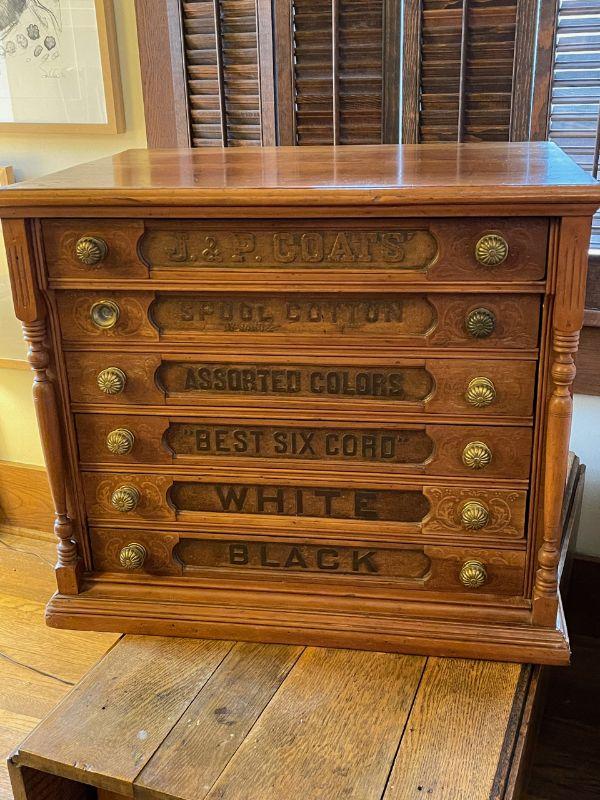 J. & P. COATS'
SPOOL COTTON
ASSORTED COLORS
"BEST SIX CORD"
WHITE
BLACK